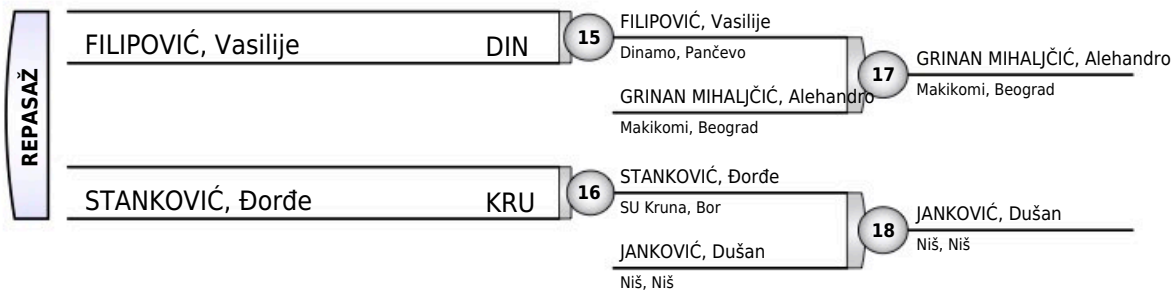 REPASAŽ
FILIPOVIĆ, Vasilije DIN
15
FILIPOVIĆ, Vasilije
Dinamo, Pančevo
GRINAN MIHALJČIĆ, Alehandro
Makikomi, Beograd
17
GRINAN MIHALJČIĆ, Alehandro
Makikomi, Beograd
STANKOVIĆ, Đorđe KRU
16
STANKOVIĆ, Đorđe
SU Kruna, Bor
JANKOVIĆ, Dušan
Niš, Niš
18
JANKOVIĆ, Dušan
Niš, Niš